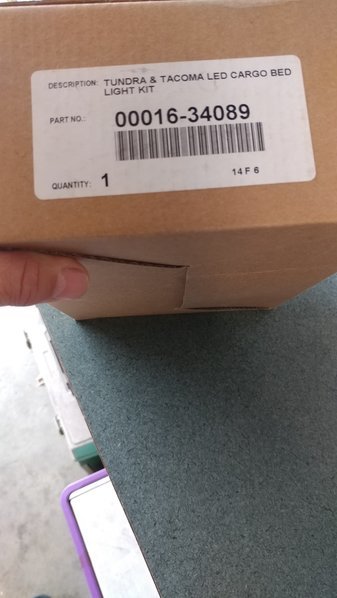 DESCRIPTION: TUNDRA & TACOMA LED CARGO BED
LIGHT KIT
PART NO.: 00016-34089
QUANTITY: 1 14 F 6